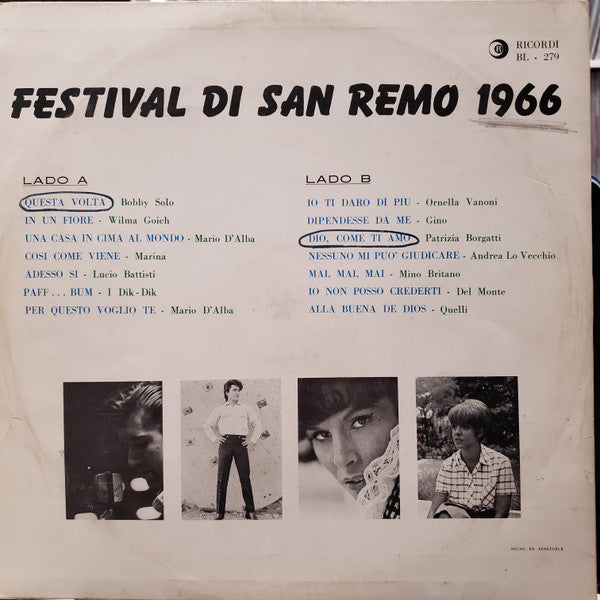 R RICORDI
BL - 279
FESTIVAL DI SAN REMO 1966
LADO A
QUESTA VOLTA - Bobby Solo
IN UN FIORE - Wilma Goich
UNA CASA IN CIMA AL MONDO - Mario D'Alba
COSI COME VIENE - Marina
ADESSO SI - Lucio Battisti
PAFF... BUM - I Dik-Dik
PER QUESTO VOGLIO TE - Mario D'Alba
LADO B
IO TI DARO DI PIU - Ornella Vanoni
DIPENDESSE DA ME - Gino
DIO, COME TI AMO - Patrizia Borgatti
NESSUNO MI PUO' GIUDICARE - Andrea Lo Vecchio
MAI, MAI, MAI - Mino Britano
IO NON POSSO CREDERTI - Del Monte
ALLA BUENA DE DIOS - Quelli
HECHO EN VENEZUELA